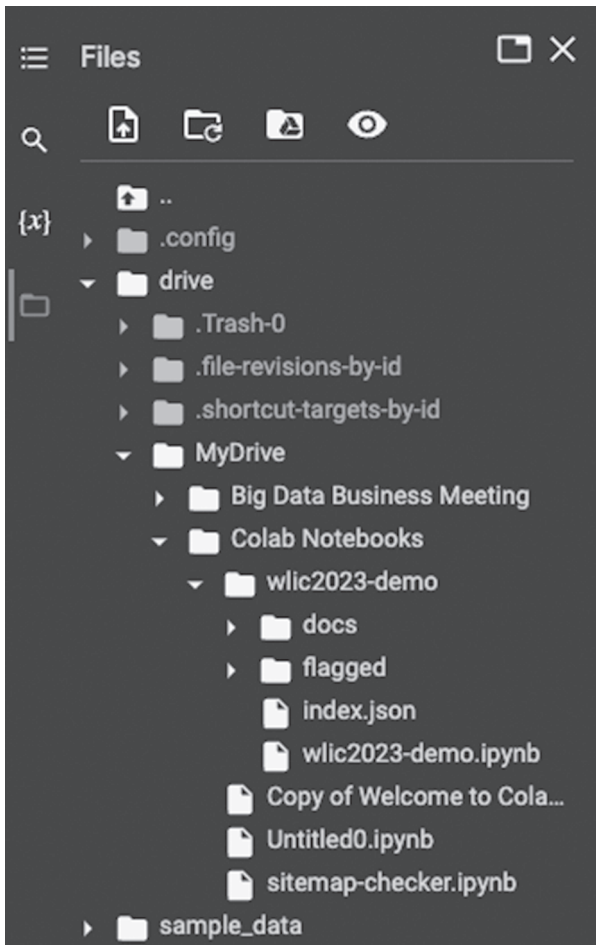 Files
{x}
..
.config
drive
.Trash-0
.file-revisions-by-id
.shortcut-targets-by-id
MyDrive
Big Data Business Meeting
Colab Notebooks
wlic2023-demo
docs
flagged
index.json
wlic2023-demo.ipynb
Copy of Welcome to Cola...
Untitled0.ipynb
sitemap-checker.ipynb
sample_data